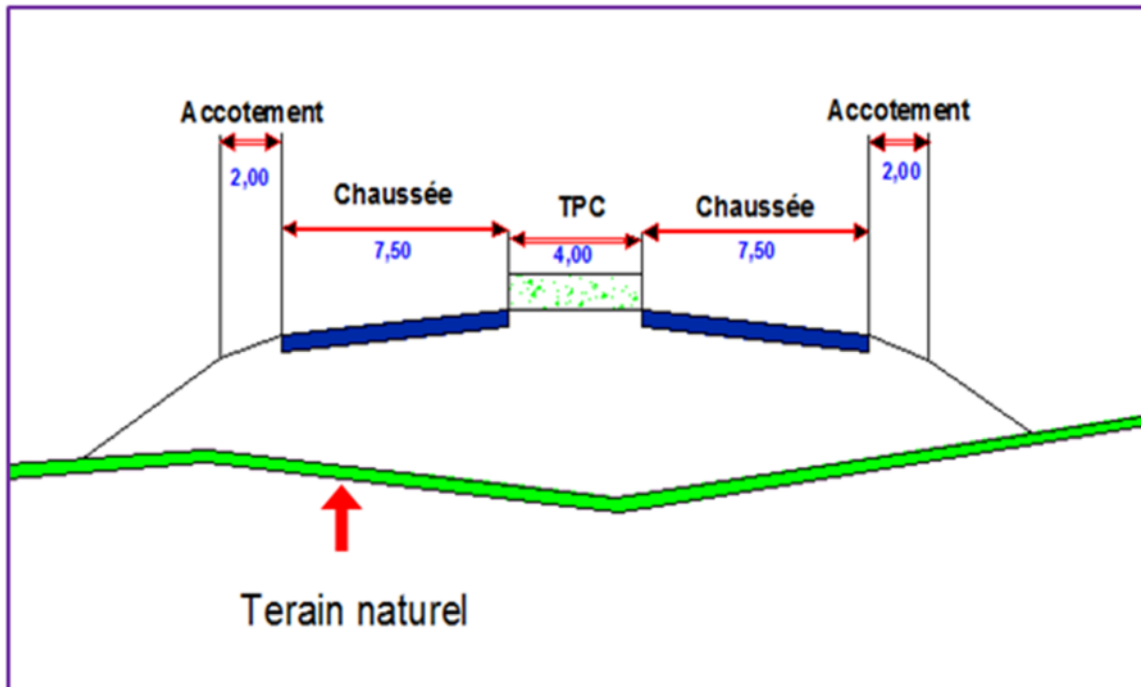 Accotement
Accotement
2,00
2,00
Chaussée
TPC
Chaussée
7,50
4,00
7,50
Terain naturel